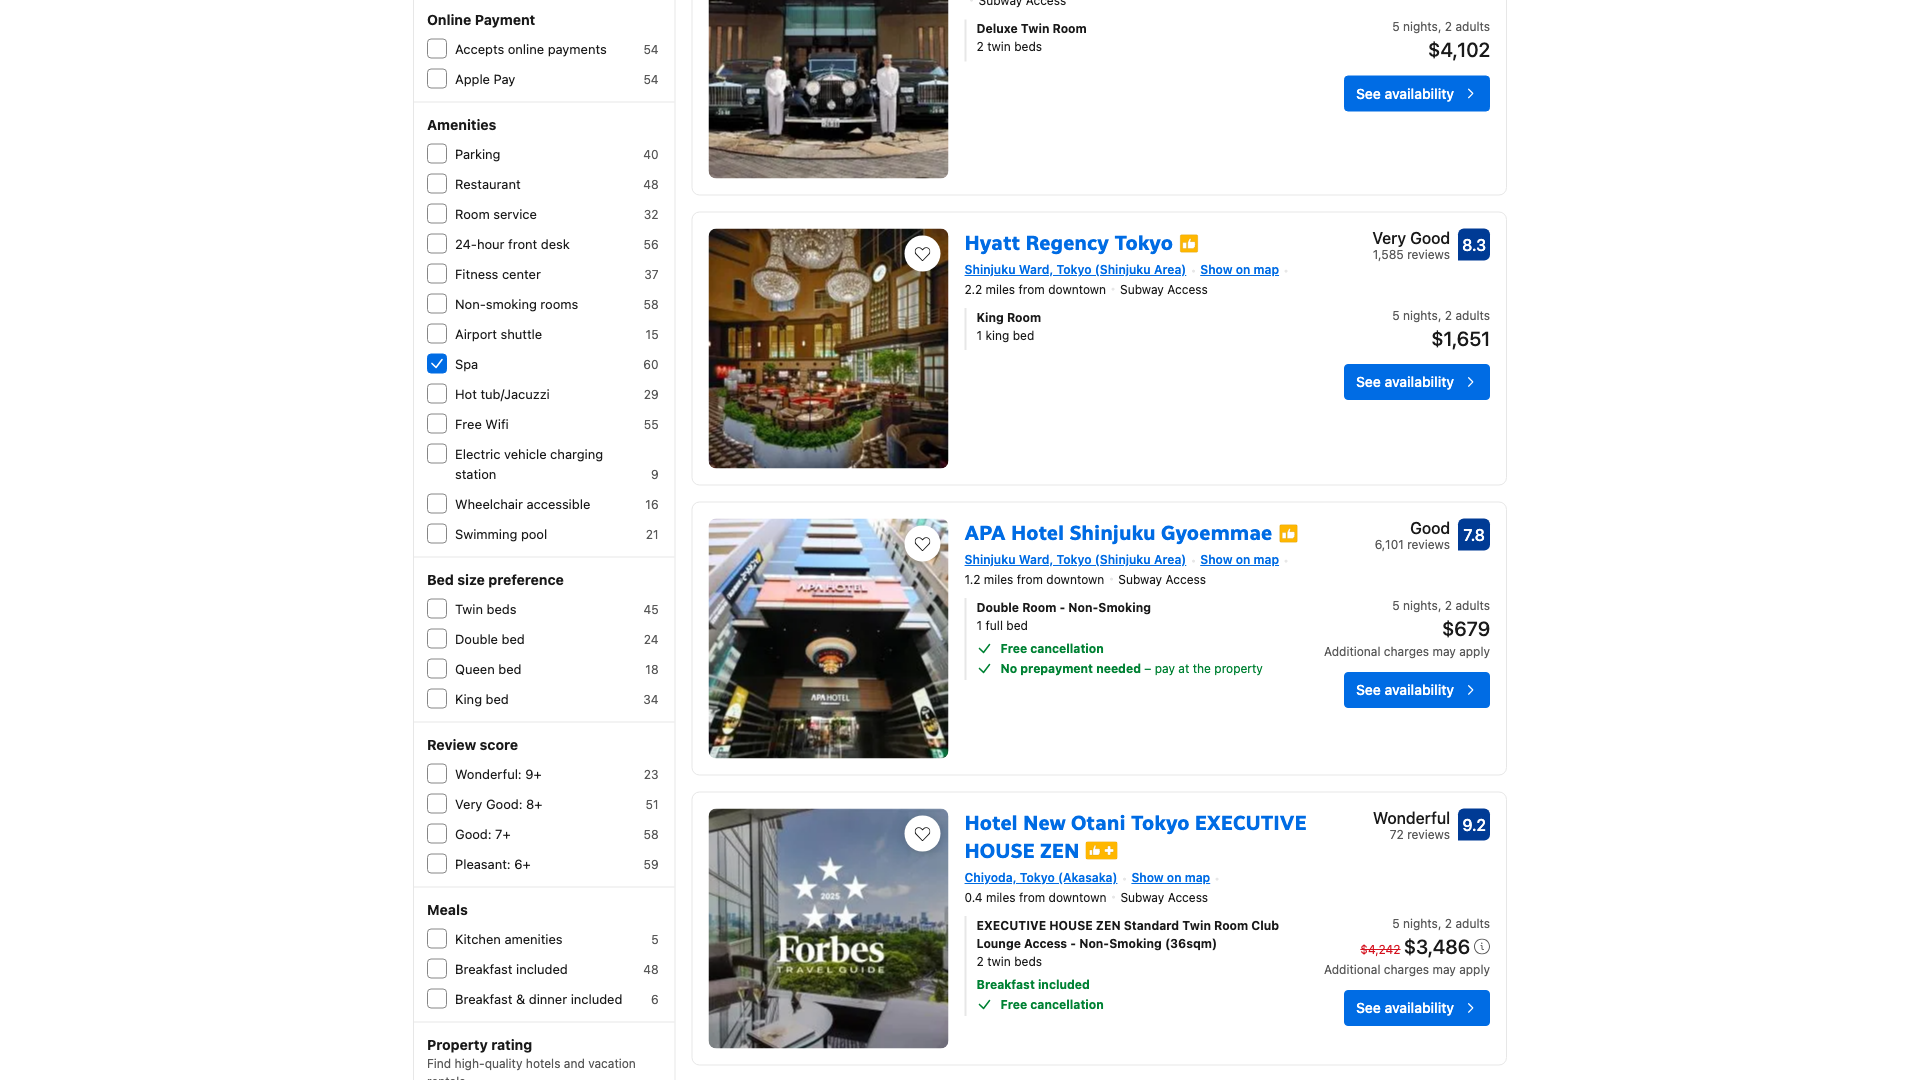 Online Payment
Accepts online payments 54
Apple Pay 54
Amenities
Parking 40
Restaurant 48
Room service 32
24-hour front desk 56
Fitness center 37
Non-smoking rooms 58
Airport shuttle 15
Spa 60
Hot tub/Jacuzzi 29
Free Wifi 55
Electric vehicle charging
station 9
Wheelchair accessible 16
Swimming pool 21
Bed size preference
Twin beds 45
Double bed 24
Queen bed 18
King bed 34
Review score
Wonderful: 9+ 23
Very Good: 8+ 51
Good: 7+ 58
Pleasant: 6+ 59
Meals
Kitchen amenities 5
Breakfast included 48
Breakfast & dinner included 6
Property rating
Find high-quality hotels and vacation
rentals
Subway Access
Deluxe Twin Room
2 twin beds
5 nights, 2 adults
$4,102
See availability
Hyatt Regency Tokyo
Shinjuku Ward, Tokyo (Shinjuku Area) Show on map
2.2 miles from downtown Subway Access
King Room
1 king bed
Very Good 8.3
1,585 reviews
5 nights, 2 adults
$1,651
See availability
APA HOTEL
APA HOTEL
APA Hotel Shinjuku Gyoemmae
Shinjuku Ward, Tokyo (Shinjuku Area) Show on map
1.2 miles from downtown Subway Access
Double Room - Non-Smoking
1 full bed
Free cancellation
No prepayment needed – pay at the property
Good 7.8
6,101 reviews
5 nights, 2 adults
$679
Additional charges may apply
See availability
2025
Forbes
TRAVEL GUIDE
Hotel New Otani Tokyo EXECUTIVE
HOUSE ZEN
Chiyoda, Tokyo (Akasaka) Show on map
0.4 miles from downtown Subway Access
EXECUTIVE HOUSE ZEN Standard Twin Room Club
Lounge Access - Non-Smoking (36sqm)
2 twin beds
Breakfast included
Free cancellation
Wonderful 9.2
72 reviews
5 nights, 2 adults
$4,242 $3,486
Additional charges may apply
See availability